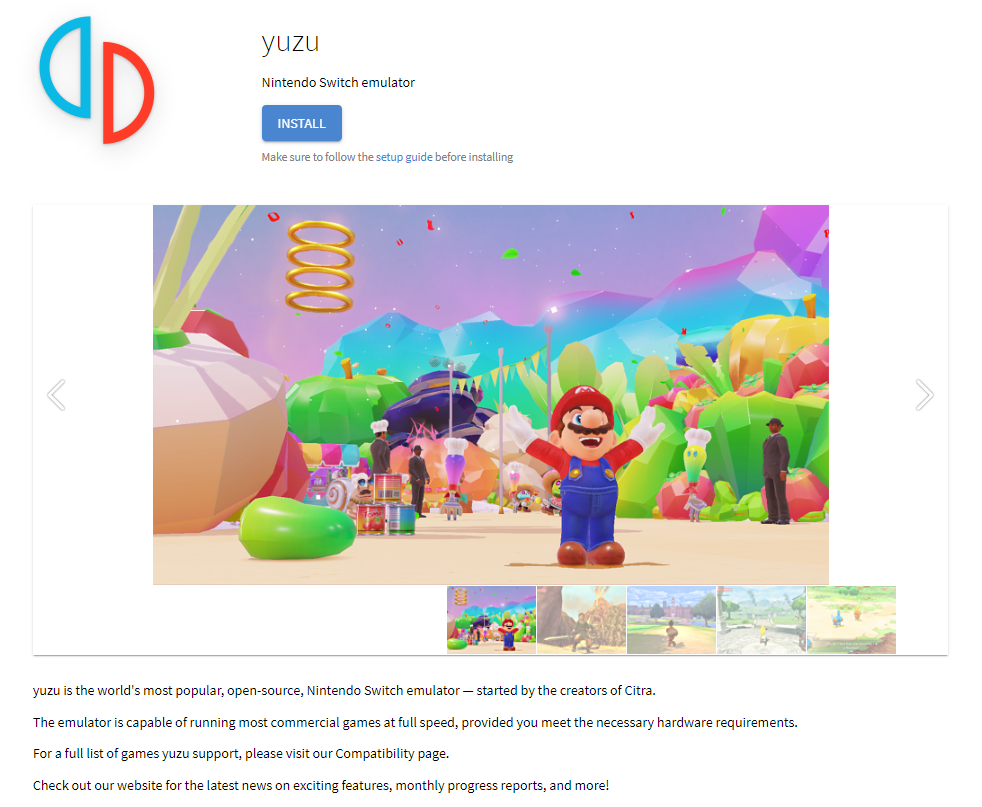 yuzu
Nintendo Switch emulator
INSTALL
Make sure to follow the setup guide before installing
yuzu is the world's most popular, open-source, Nintendo Switch emulator — started by the creators of Citra.
The emulator is capable of running most commercial games at full speed, provided you meet the necessary hardware requirements.
For a full list of games yuzu support, please visit our Compatibility page.
Check out our website for the latest news on exciting features, monthly progress reports, and more!